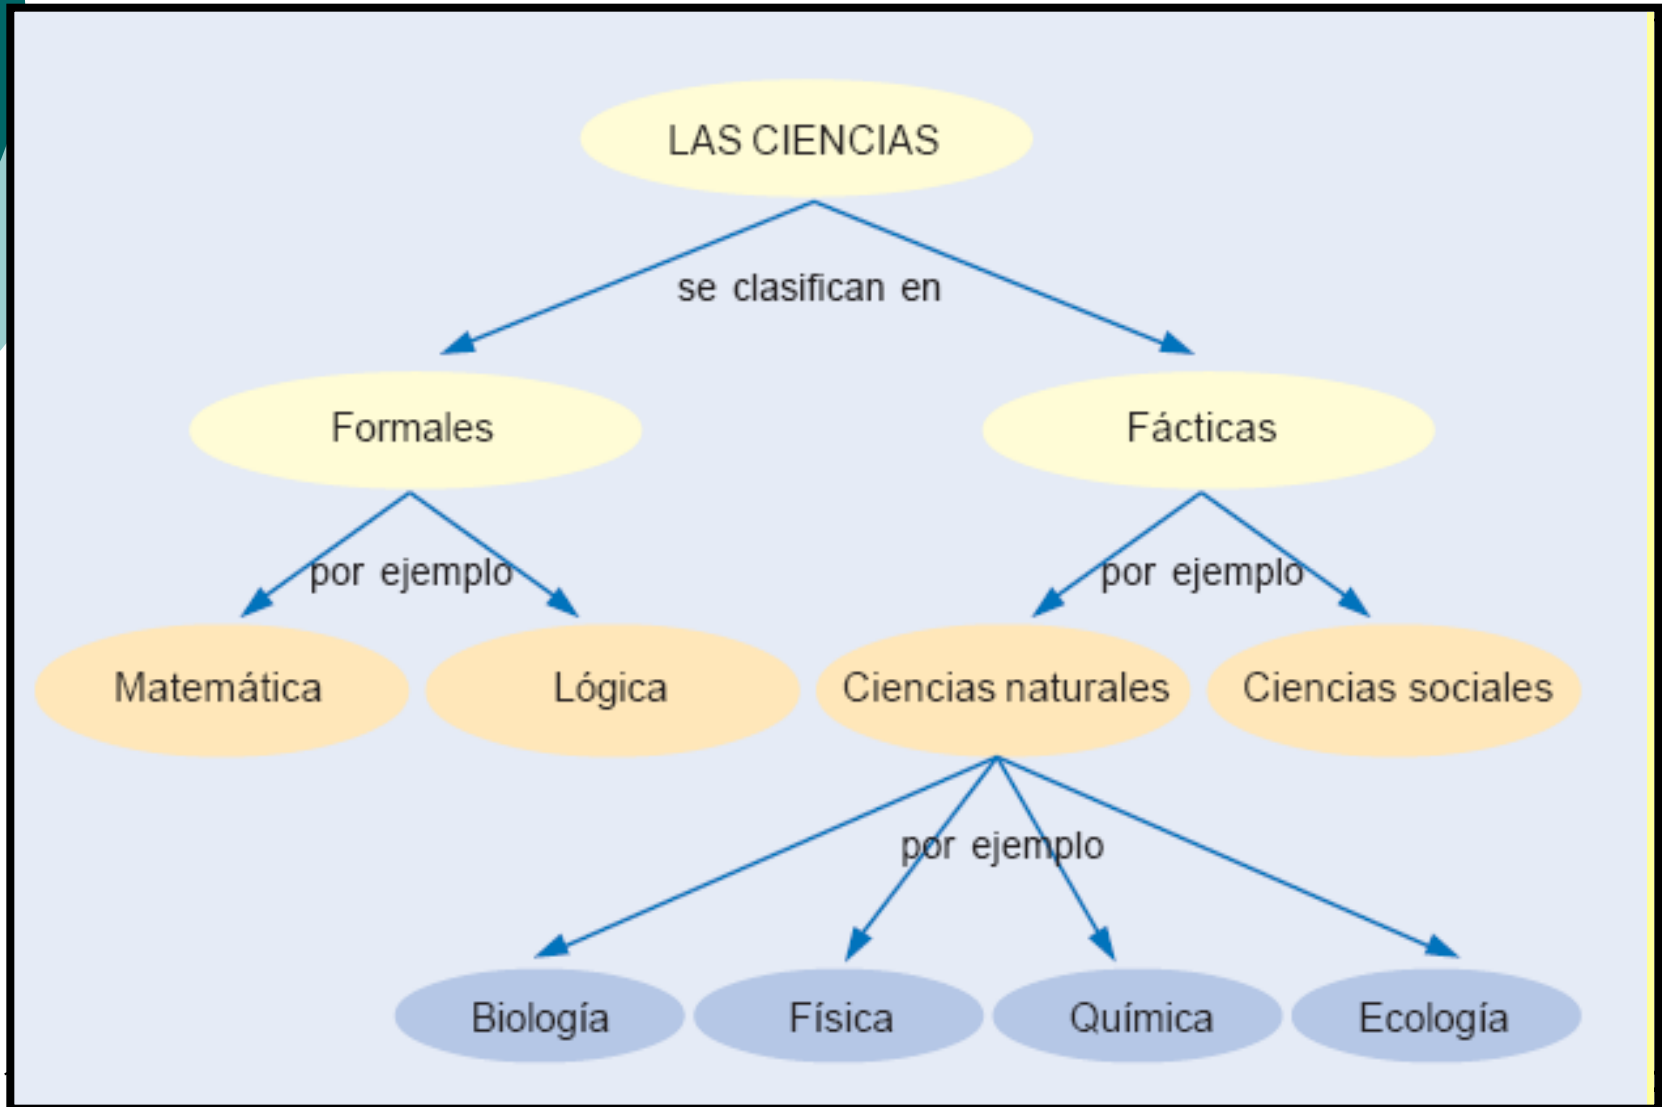 LAS CIENCIAS
se clasifican en
Formales
Fácticas
por ejemplo
por ejemplo
Matemática
Lógica
Ciencias naturales
Ciencias sociales
por ejemplo
Biología
Física
Química
Ecología